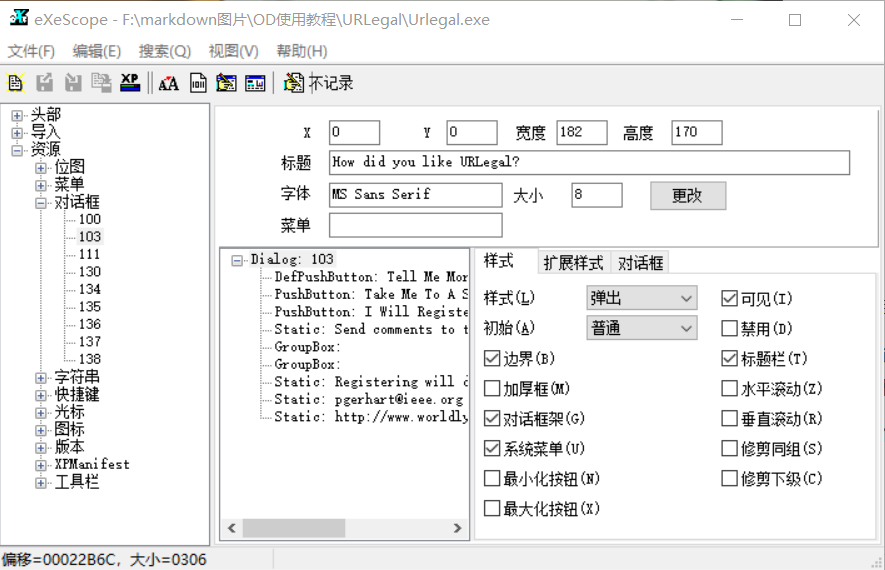 eXeScope - F:\markdown图片\OD使用教程\URLegal\Urlegal.exe
文件(F) 编辑(E) 搜索(Q) 视图(V) 帮助(H)
XP 不记录
头部
导入
资源
位图
菜单
对话框
100
103
111
130
134
135
136
137
138
字符串
快捷键
光标
图标
版本
XPManifest
工具栏
X 0 Y 0 宽度 182 高度 170
标题 How did you like URLegal?
字体 MS Sans Serif 大小 8 更改
菜单
Dialog: 103
DefPushButton: Tell Me Mor
PushButton: Take Me To A S
PushButton: I Will Registe
Static: Send comments to t
GroupBox:
GroupBox:
Static: Registering will d
Static: pgerhart@ieee.org
Static: http://www.worldly
样式 扩展样式 对话框
样式(L) 弹出 可见(I)
初始(A) 普通 禁用(D)
边界(B) 标题栏(T)
加厚框(M) 水平滚动(Z)
对话框架(G) 垂直滚动(R)
系统菜单(U) 修剪同组(S)
最小化按钮(N) 修剪下级(C)
最大化按钮(X)
偏移=00022B6C, 大小=0306